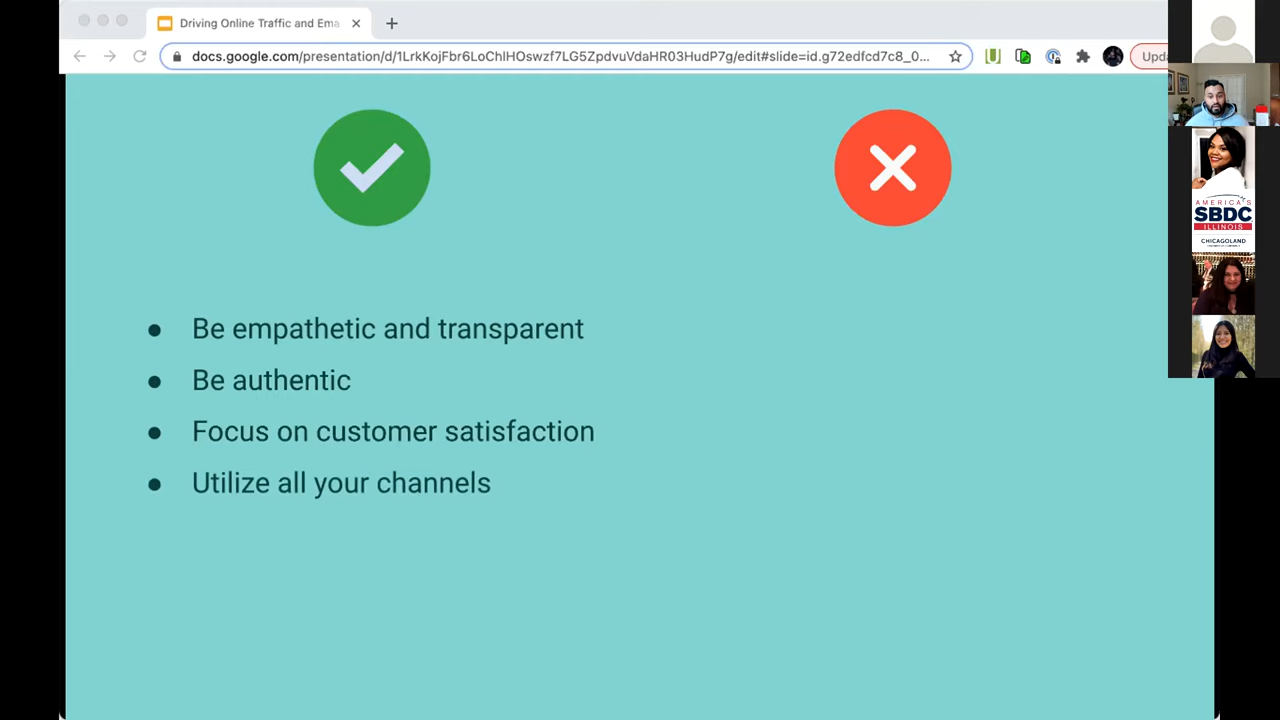 Driving Online Traffic and Ema
docs.google.com/presentation/d/1LrkKojFbr6LoChlHOswzf7LG5ZpdvuVdaHR03HudP7g/edit#slide=id.g72edfcd7c8_0...
Upd
AMERICA'S
SBDC
ILLINOIS
CHICAGOLAND
● Be empathetic and transparent
● Be authentic
● Focus on customer satisfaction
● Utilize all your channels